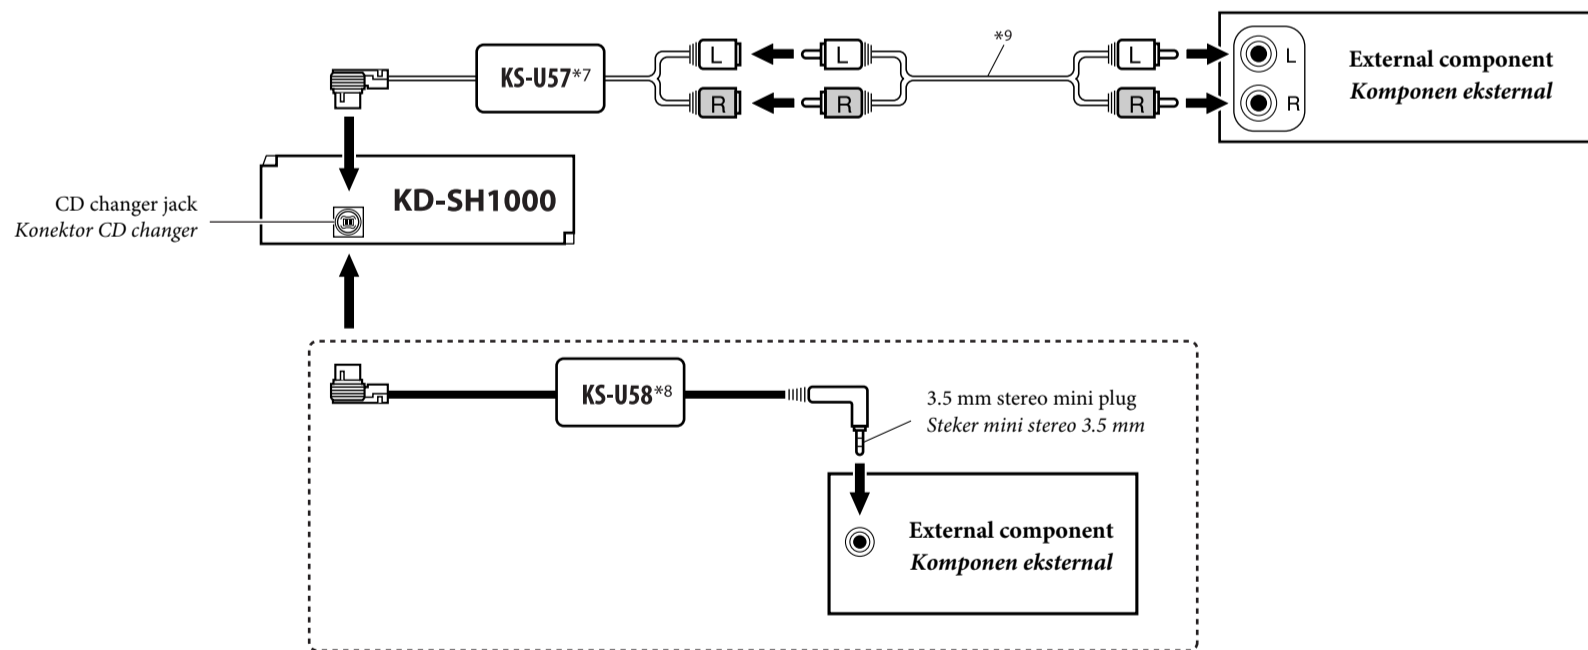 KS-U57*7
L
R
L
R
*9
L
R
L
R
External component
Komponen eksternal
CD changer jack
Konektor CD changer
KD-SH1000
KS-U58*8
3.5 mm stereo mini plug
Steker mini stereo 3.5 mm
External component
Komponen eksternal